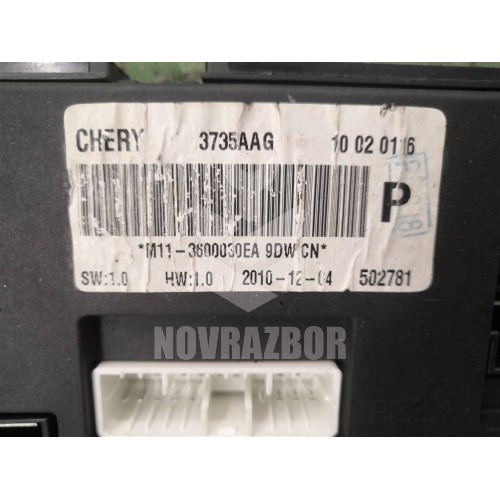 CHERY 3735AAG 10 02 0116
P
*M11-3600030EA 9DW CN*
SW:1.0 HW:1.0 2010-12-04 502781
NOVRAZBOR